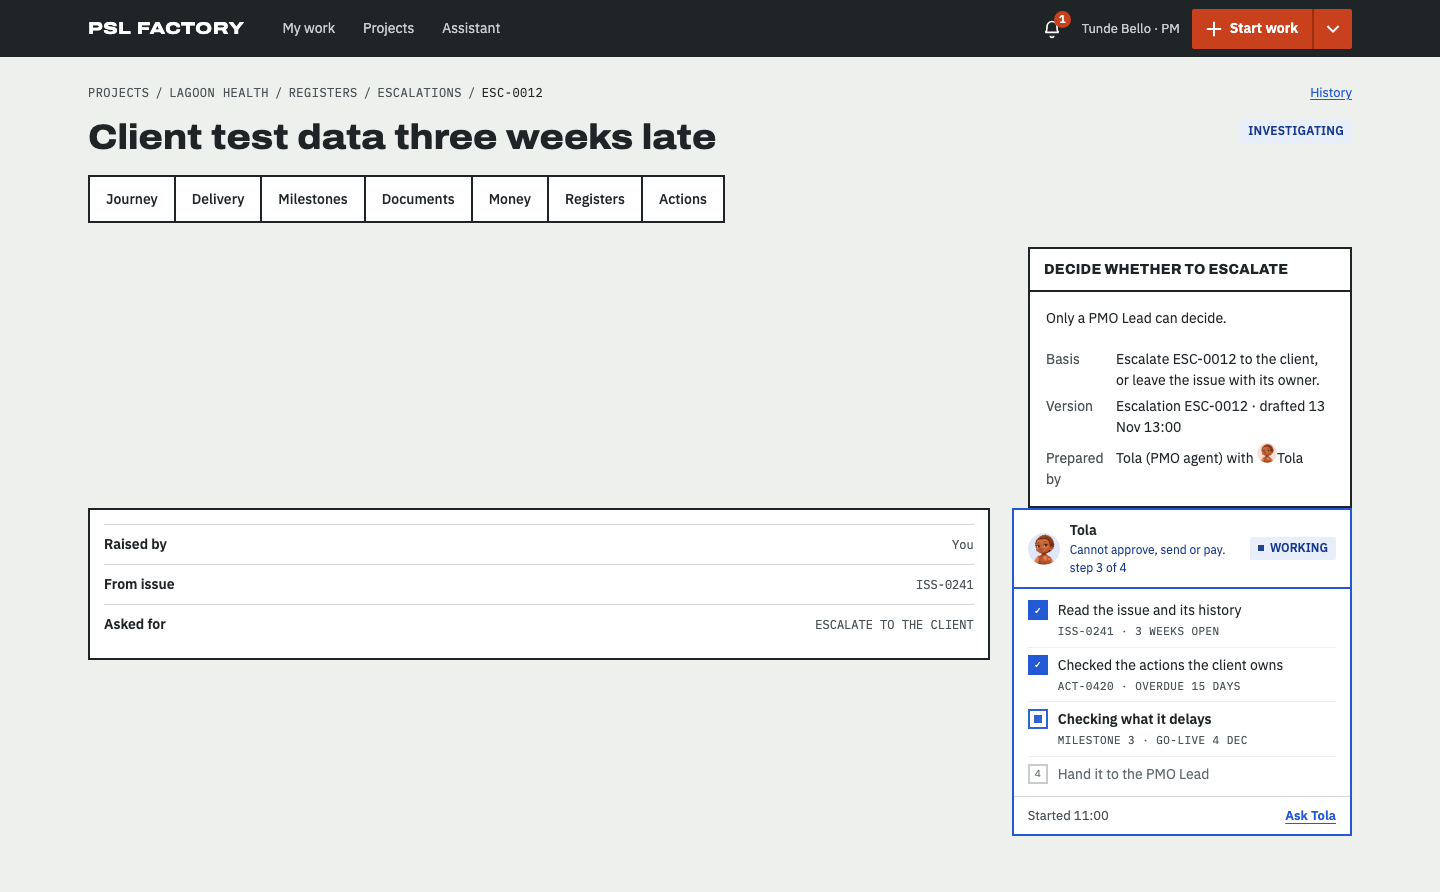 PSL FACTORY My work Projects Assistant 1 Tunde Bello · PM Start work
PROJECTS / LAGOON HEALTH / REGISTERS / ESCALATIONS / ESC-0012 History
Client test data three weeks late INVESTIGATING
Journey Delivery Milestones Documents Money Registers Actions
DECIDE WHETHER TO ESCALATE
Only a PMO Lead can decide.
Basis Escalate ESC-0012 to the client,
or leave the issue with its owner.
Version Escalation ESC-0012 · drafted 13
Nov 13:00
Prepared Tola (PMO agent) with Tola
by
Raised by You
From issue ISS-0241
Asked for ESCALATE TO THE CLIENT
Tola
Cannot approve, send or pay.
step 3 of 4
WORKING
✓ Read the issue and its history
ISS-0241 · 3 WEEKS OPEN
✓ Checked the actions the client owns
ACT-0420 · OVERDUE 15 DAYS
Checking what it delays
MILESTONE 3 · GO-LIVE 4 DEC
4 Hand it to the PMO Lead
Started 11:00 Ask Tola